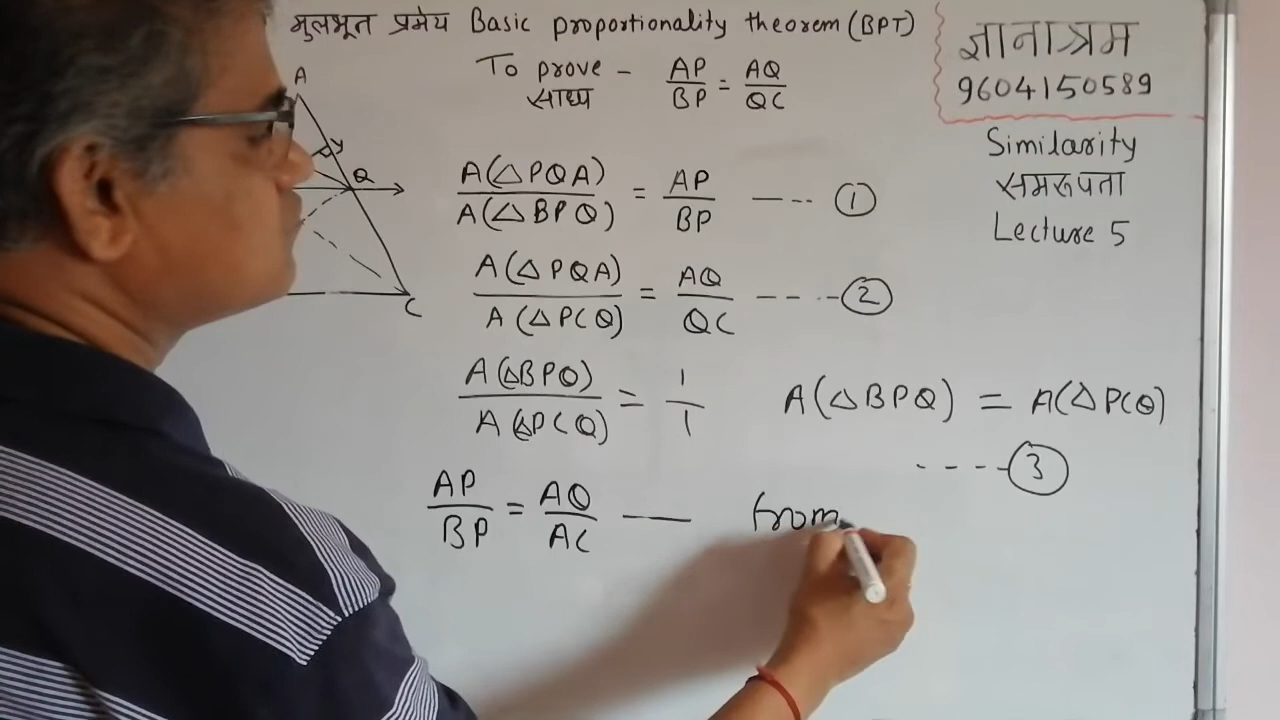 मुलभूत प्रमेय Basic proportionality theorem (BPT)
To prove - AP/BP = AQ/QC
साध्य
ज्ञानाश्रम
9604150589
Similarity
समरूपता
Lecture 5
A
y
Q
C
A(△PQA)/A(△BPQ) = AP/BP ---- ①
A(△PQA)/A(△PCQ) = AQ/QC ---- ②
A(△BPQ)/A(△PCQ) = 1/1 A(△BPQ) = A(△PCQ)
---- ③
AP/BP = AQ/AC — from